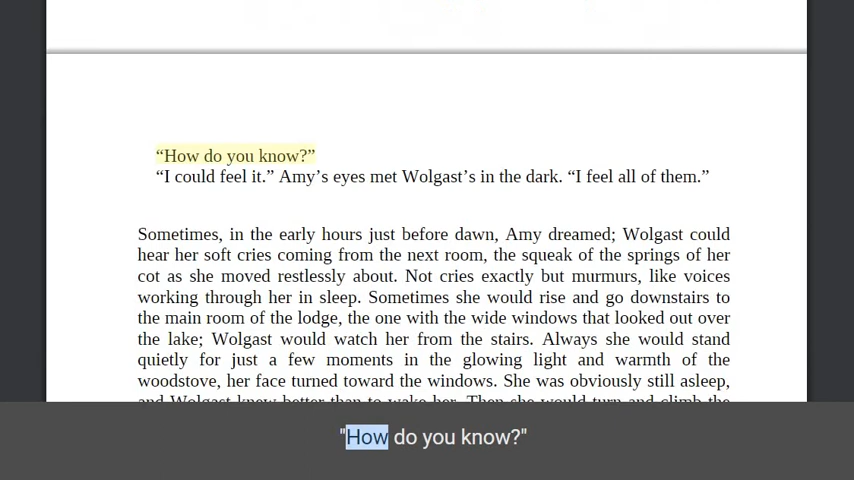 “How do you know?”
“I could feel it.” Amy’s eyes met Wolgast’s in the dark. “I feel all of them.”
Sometimes, in the early hours just before dawn, Amy dreamed; Wolgast could
hear her soft cries coming from the next room, the squeak of the springs of her
cot as she moved restlessly about. Not cries exactly but murmurs, like voices
working through her in sleep. Sometimes she would rise and go downstairs to
the main room of the lodge, the one with the wide windows that looked out over
the lake; Wolgast would watch her from the stairs. Always she would stand
quietly for just a few moments in the glowing light and warmth of the
woodstove, her face turned toward the windows. She was obviously still asleep,
and Wolgast knew better than to wake her. Then she would turn and climb the
"How do you know?"